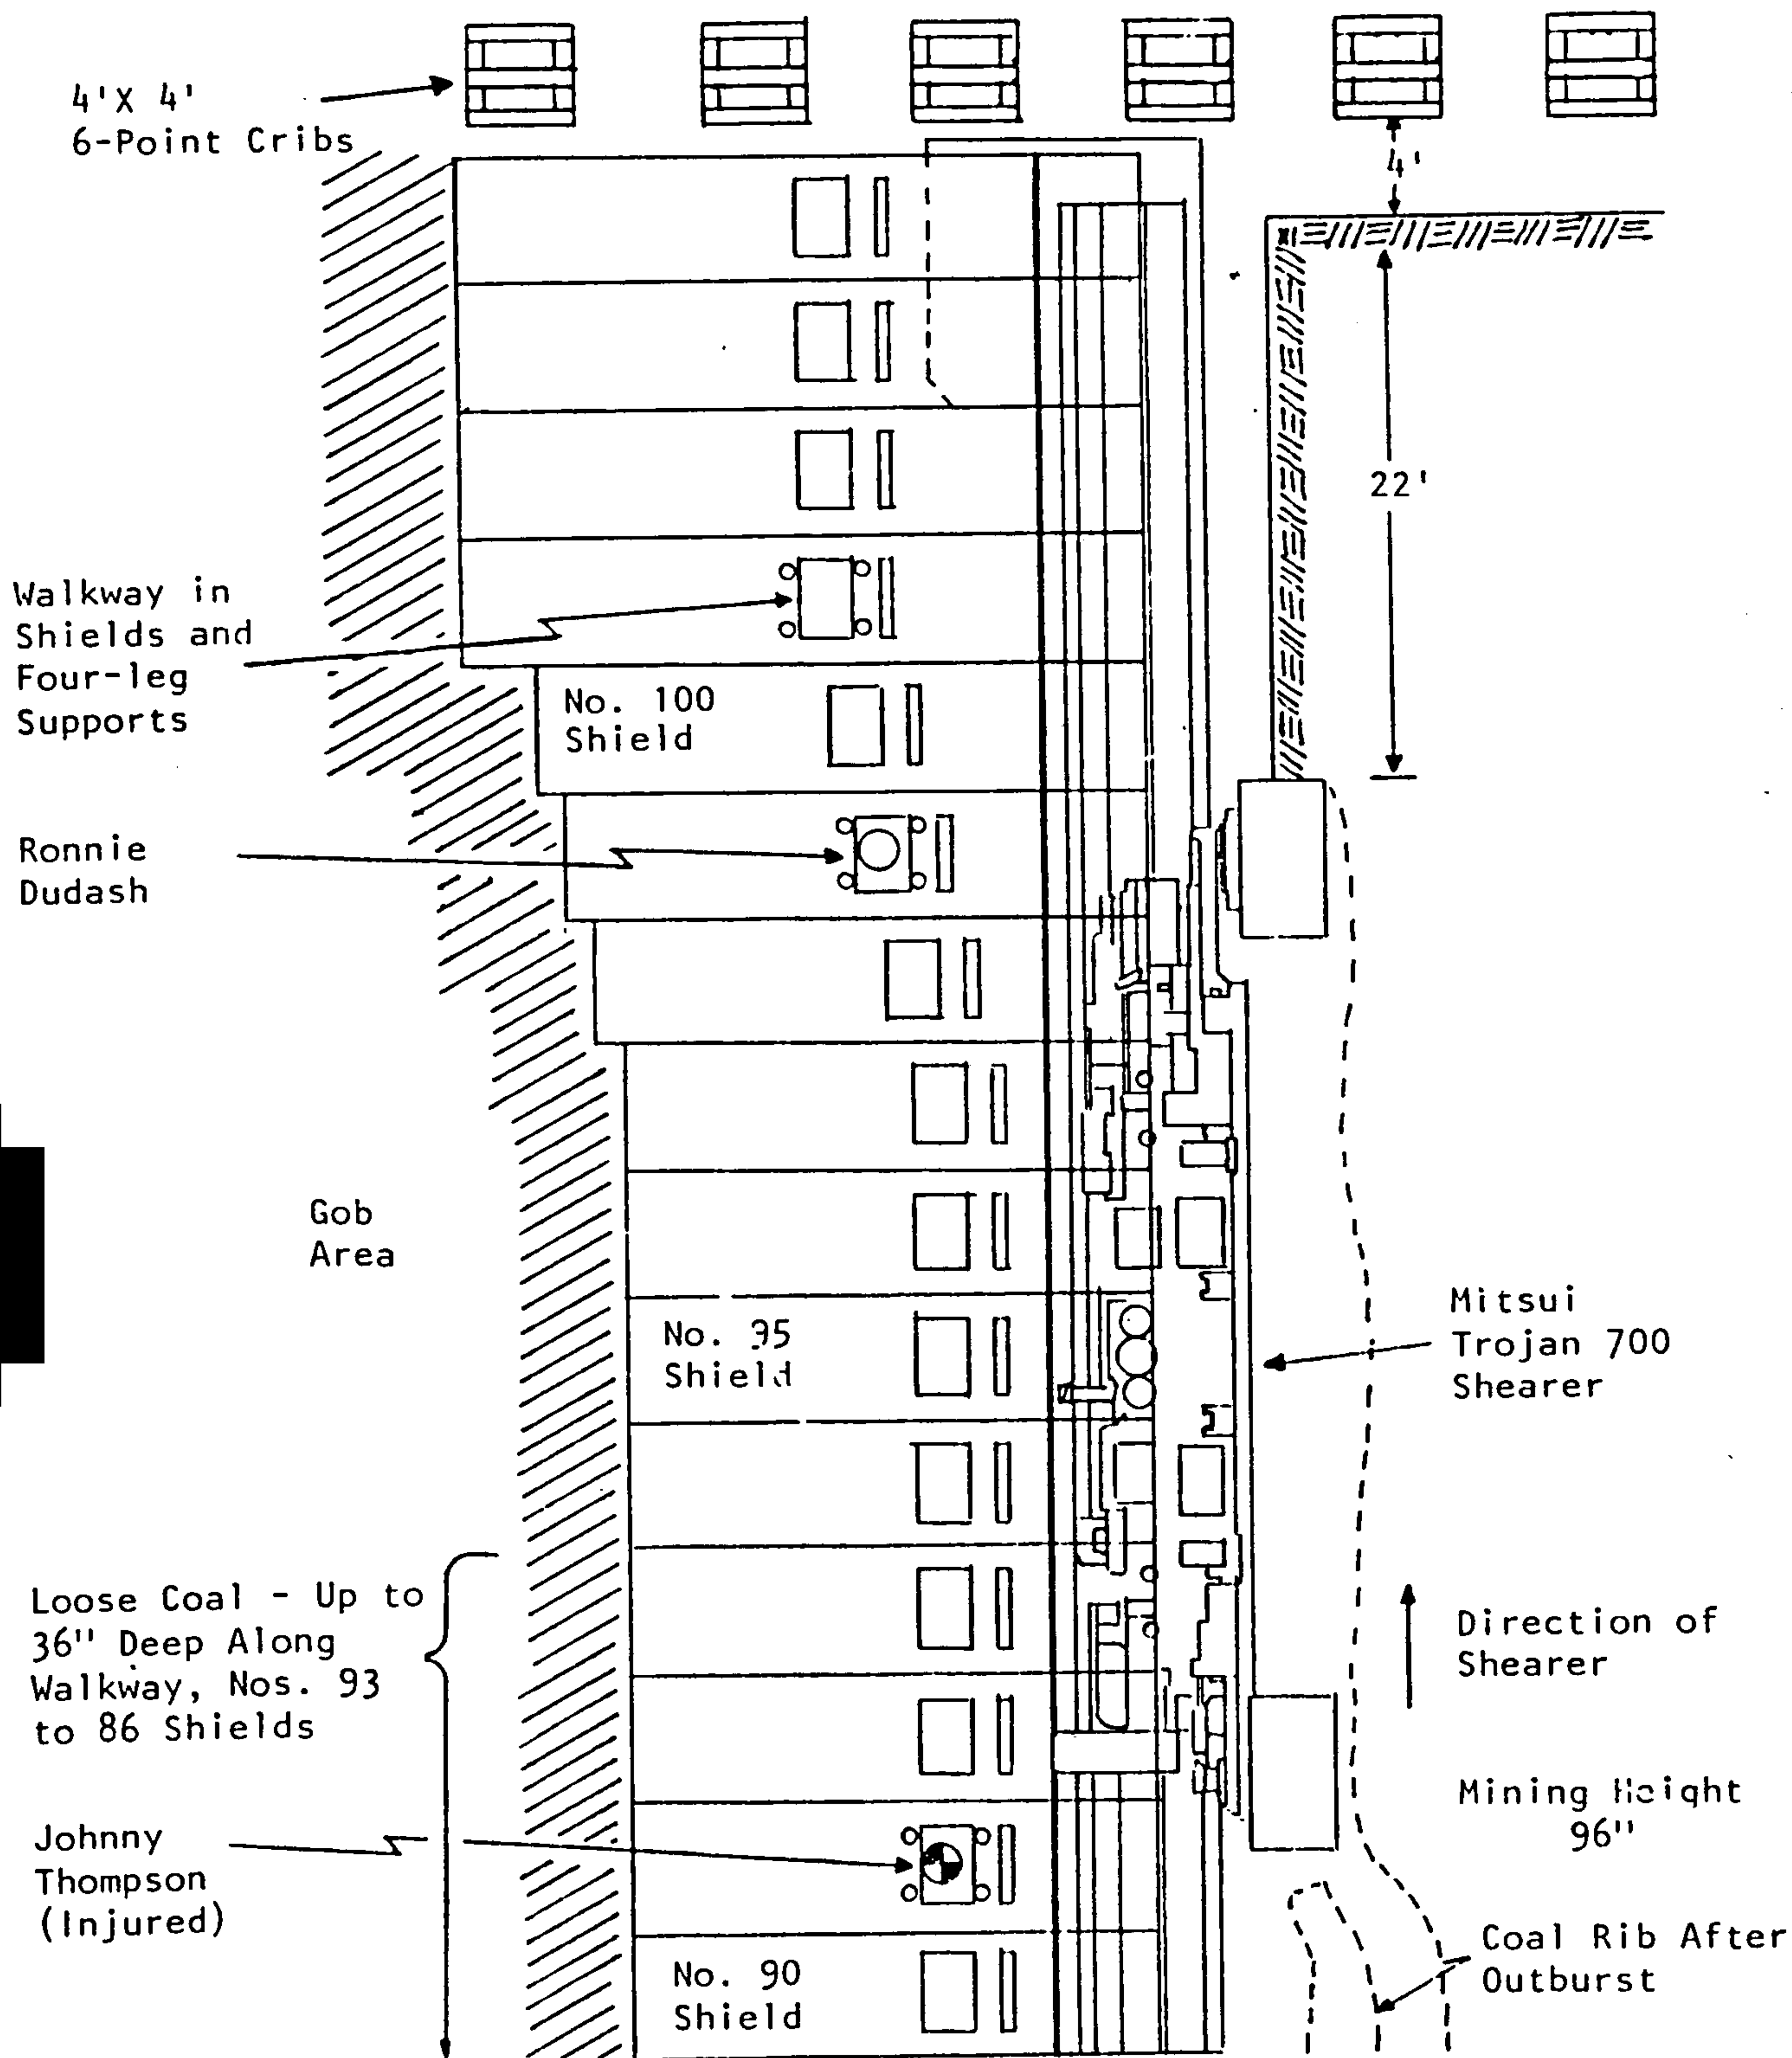 4'X 4'
6-Point Cribs
4'
22'
Walkway in
Shields and
Four-leg
Supports
No. 100
Shield
Ronnie
Dudash
Gob
Area
No. 95
Shield
Mitsui
Trojan 700
Shearer
Loose Coal - Up to
36" Deep Along
Walkway, Nos. 93
to 86 Shields
Direction of
Shearer
Mining Height
96"
Johnny
Thompson
(Injured)
Coal Rib After
Outburst
No. 90
Shield